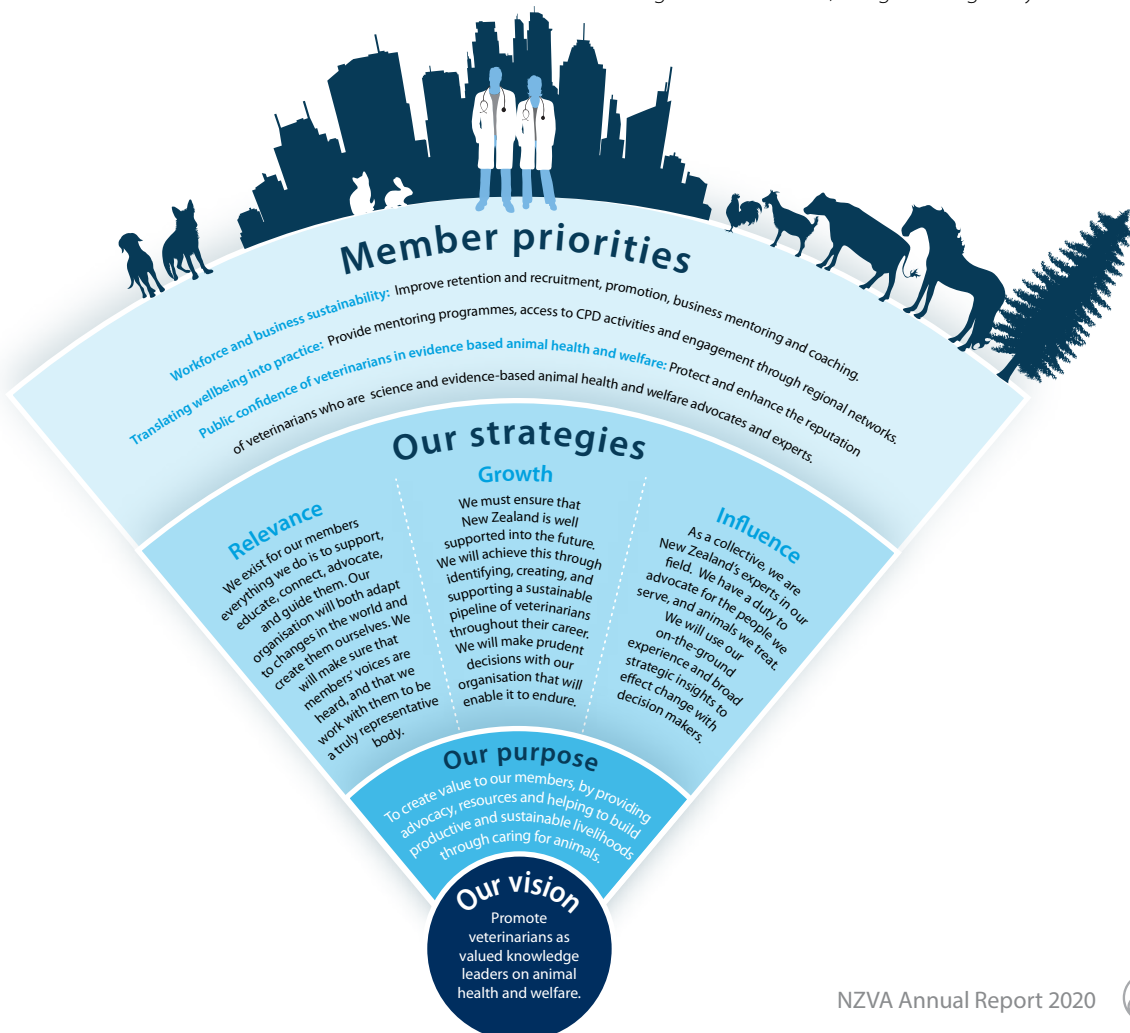 Member priorities
Workforce and business sustainability: Improve retention and recruitment, promotion, business mentoring and coaching.
Translating wellbeing into practice: Provide mentoring programmes, access to CPD activities and engagement through regional networks.
Public confidence of veterinarians in evidence based animal health and welfare: Protect and enhance the reputation
of veterinarians who are science and evidence-based animal health and welfare advocates and experts.
Our strategies
Relevance
We exist for our members
everything we do is to support,
educate, connect, advocate,
and guide them. Our
organisation will both adapt
to changes in the world and
create them ourselves. We
will make sure that
members' voices are
heard, and that we
work with them to be
a truly representative
body.
Growth
We must ensure that
New Zealand is well
supported into the future.
We will achieve this through
identifying, creating, and
supporting a sustainable
pipeline of veterinarians
throughout their career.
We will make prudent
decisions with our
organisation that will
enable it to endure.
Influence
As a collective, we are
New Zealand's experts in our
field. We have a duty to
advocate for the people we
serve, and animals we treat.
We will use our
on-the-ground
experience and broad
strategic insights to
effect change with
decision makers.
Our purpose
To create value to our members, by providing
advocacy, resources and helping to build
productive and sustainable livelihoods
through caring for animals.
Our vision
Promote
veterinarians as
valued knowledge
leaders on animal
health and welfare.
NZVA Annual Report 2020